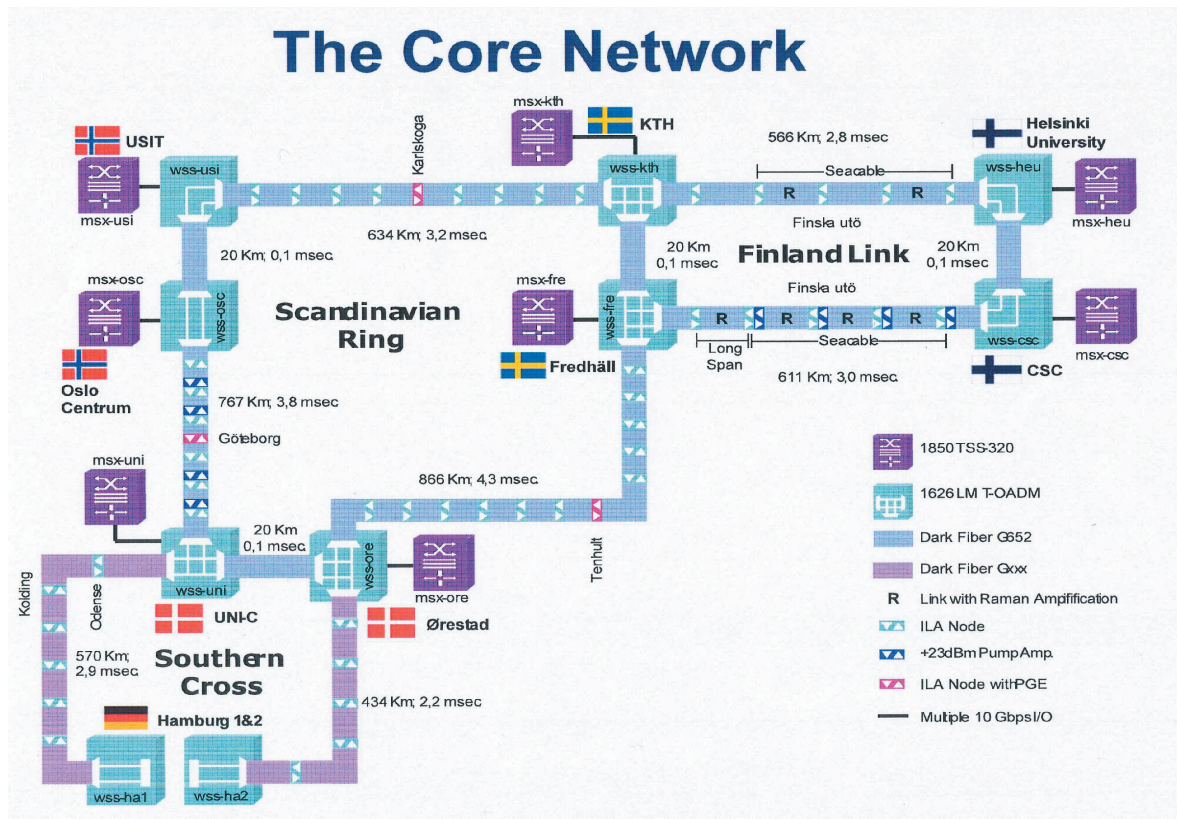 The Core Network
msx-kth
KTH
USIT
Karlskoga
566 Km; 2,8 msec
Helsinki
University
wss-usi
wss-kth
Seacable
wss-heu
msx-usi
R
R
msx-heu
Finska utö
634 Km; 3,2 msec
20 Km; 0,1 msec
20 Km
0,1 msec
Finland Link
20 Km
0,1 msec
msx-osc
msx-fre
Finska utö
Scandinavian
Ring
wss-osc
wss-fre
R
R
R
R
wss-csc
msx-csc
Long
Span
Seacable
Fredhäll
CSC
611 Km; 3,0 msec.
Oslo
Centrum
767 Km; 3,8 msec
Göteborg
msx-uni
866 Km; 4,3 msec.
1850 TSS-320
1626 LM T-OADM
20 Km
0,1 msec
Dark Fiber G652
Dark Fiber Gxxx
Kolding
Odense
wss-uni
wss-ore
msx-ore
Tenhult
R
Link with Raman Ampfification
UNI-C
Ørestad
ILA Node
570 Km;
2,9 msec.
Southern
Cross
+23dBm Pump Amp.
434 Km; 2,2 msec
ILA Node with PGE
Hamburg 1&2
Multiple 10 Gbps I/O
wss-ha1
wss-ha2